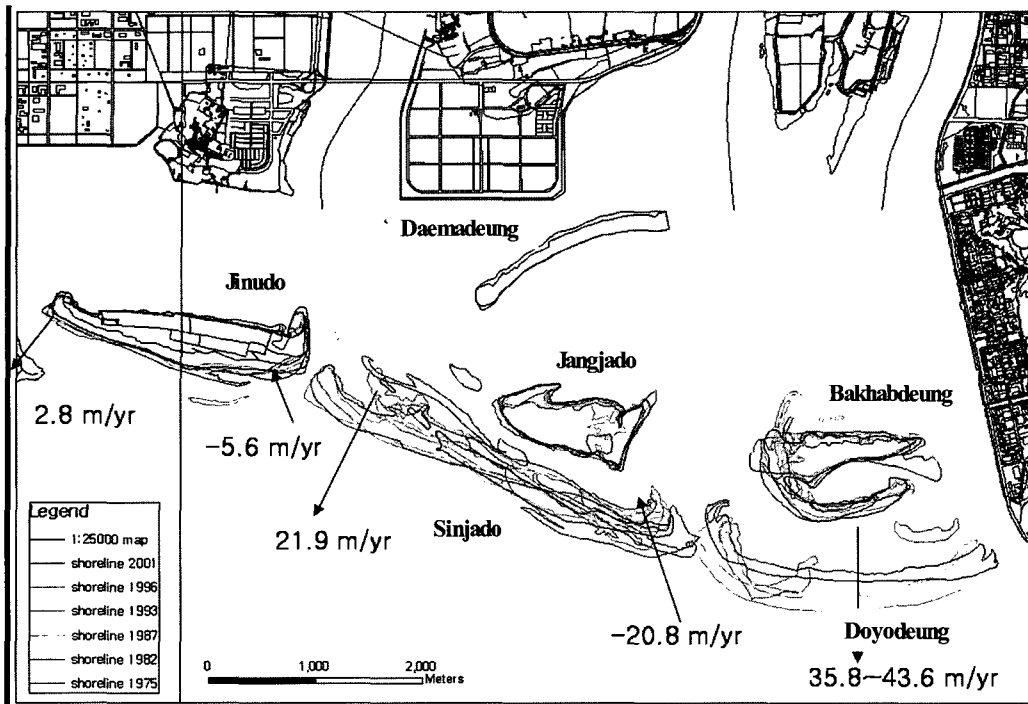 Daemadeung
Jinudo
Jangjado
Bakhabdeung
2.8 m/yr
-5.6 m/yr
21.9 m/yr
Sinjado
-20.8 m/yr
Doyodeung
35.8~43.6 m/yr
Legend
1:25000 map
shoreline 2001
shoreline 1996
shoreline 1993
shoreline 1987
shoreline 1982
shoreline 1975
0 1,000 2,000
Meters